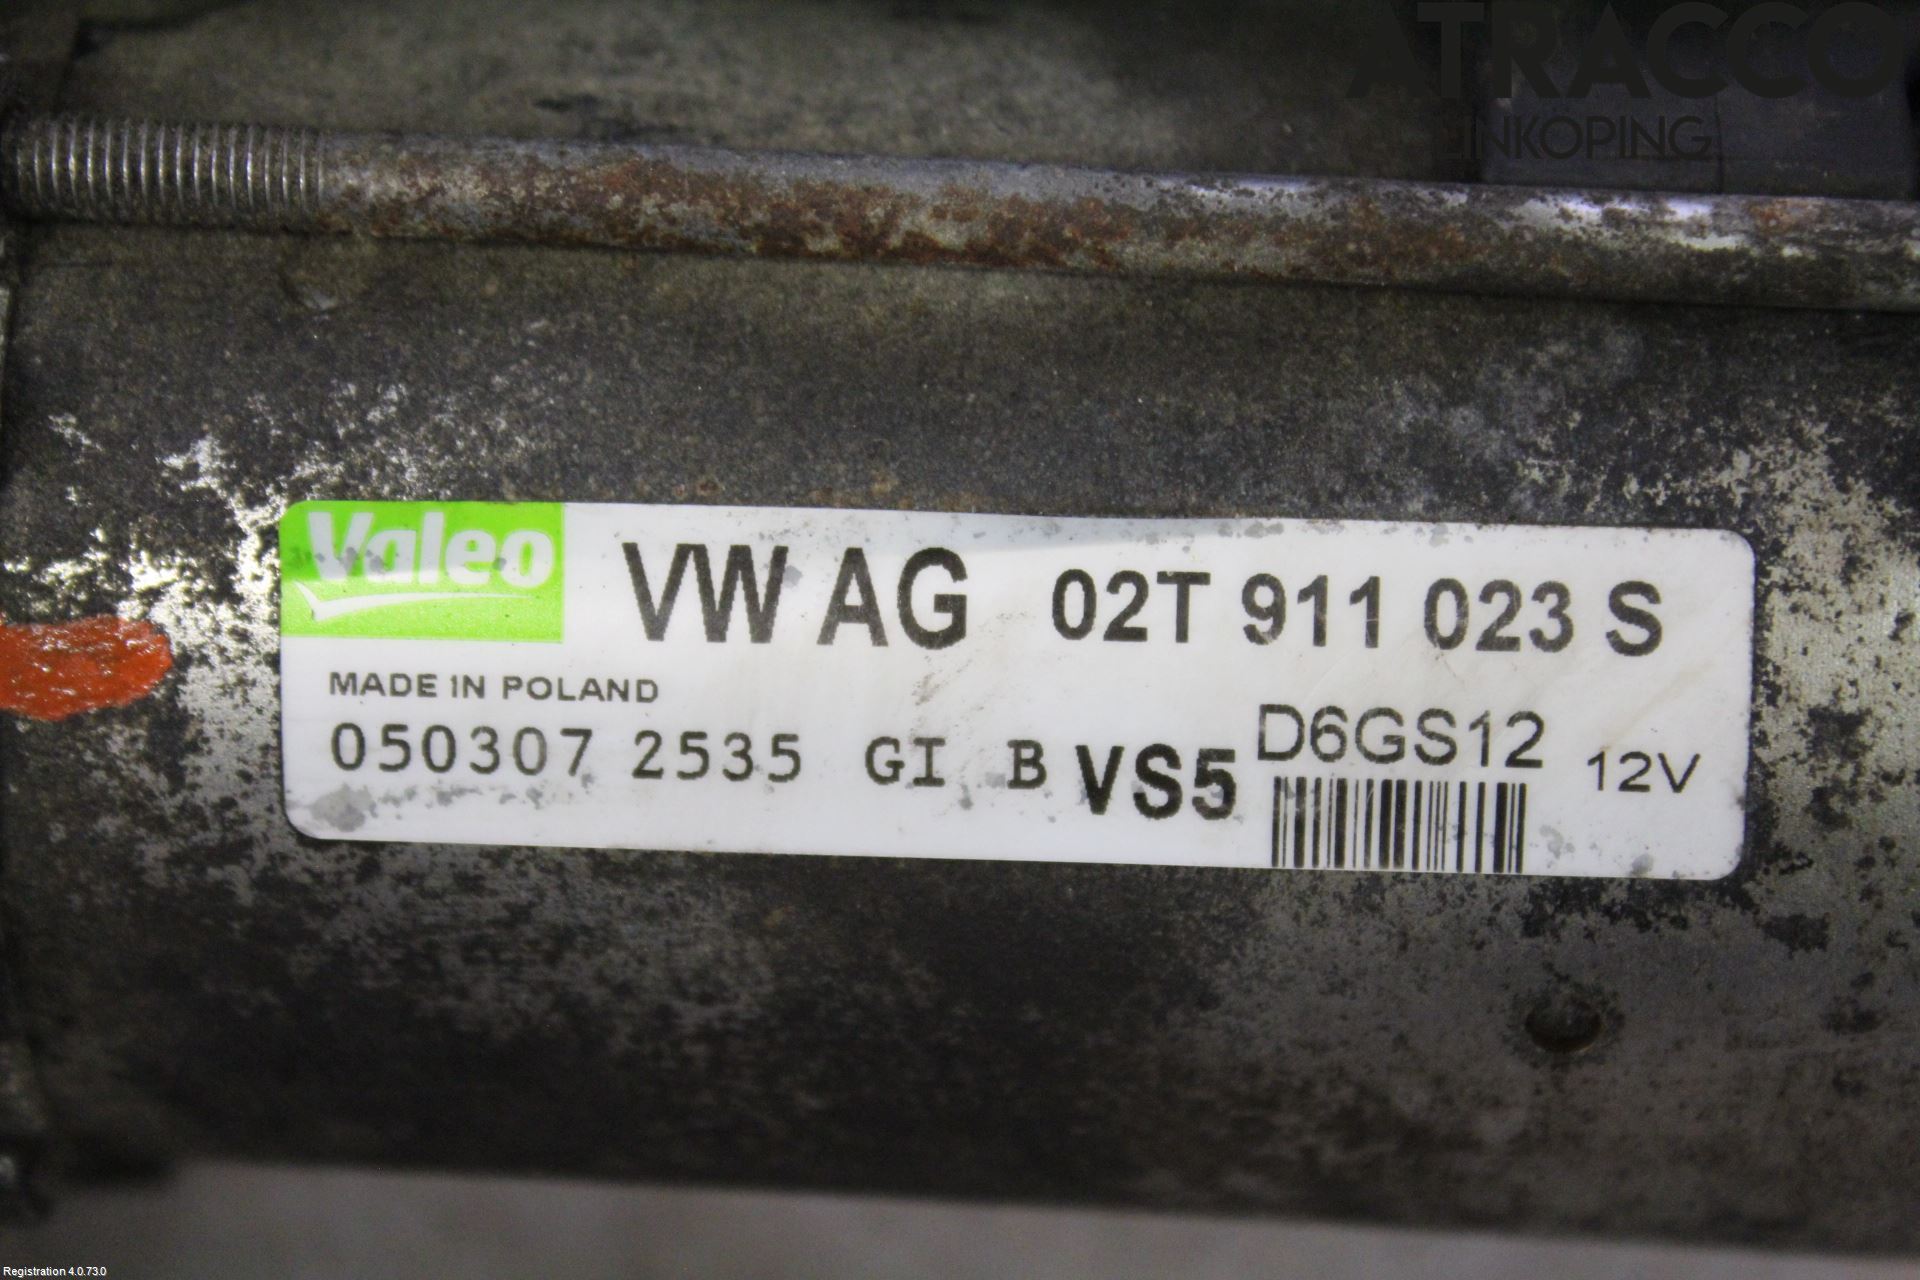 ATRACCO
LINKÖPING
Valeo
VW AG 02T 911 023 S
MADE IN POLAND
050307 2535 GI B VS5 D6GS12 12V
Registration 4.0.73.0